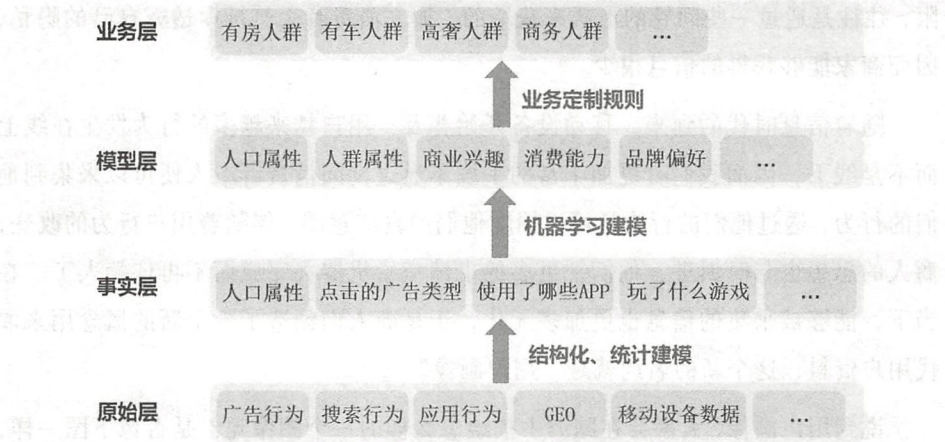 业务层 有房人群 有车人群 高奢人群 商务人群 ...
业务定制规则
模型层 人口属性 人群属性 商业兴趣 消费能力 品牌偏好 ...
机器学习建模
事实层 人口属性 点击的广告类型 使用了哪些APP 玩了什么游戏 ...
结构化、统计建模
原始层 广告行为 搜索行为 应用行为 GEO 移动设备数据 ...